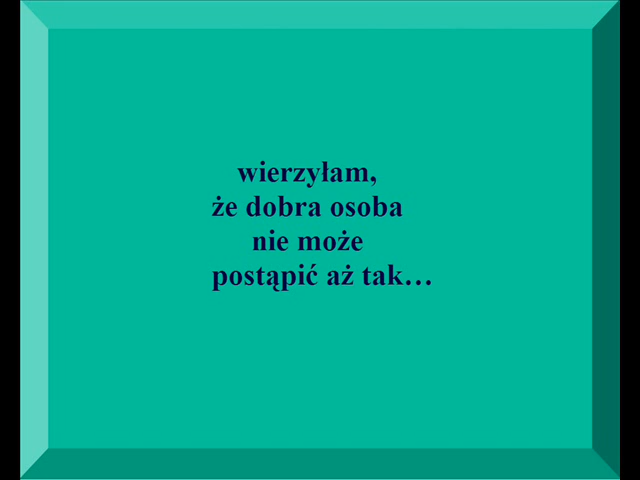 wierzyłam,
że dobra osoba
nie może
postąpić aż tak…